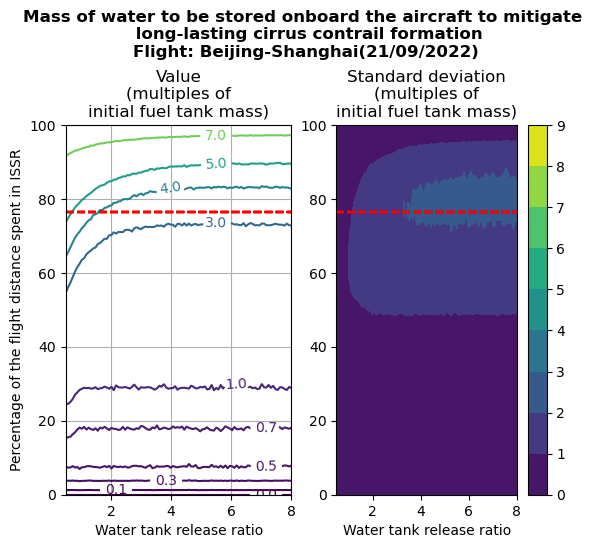 Mass of water to be stored onboard the aircraft to mitigate
long-lasting cirrus contrail formation
Flight: Beijing-Shanghai(21/09/2022)
Value
(multiples of
initial fuel tank mass)
Standard deviation
(multiples of
initial fuel tank mass)
Percentage of the flight distance spent in ISSR
100
80
60
40
20
0
7.0
5.0
4.0
3.0
1.0
0.7
0.5
0.3
0.1
0.0
2 4 6 8
Water tank release ratio
100
80
60
40
20
0
2 4 6 8
Water tank release ratio
9
8
7
6
5
4
3
2
1
0